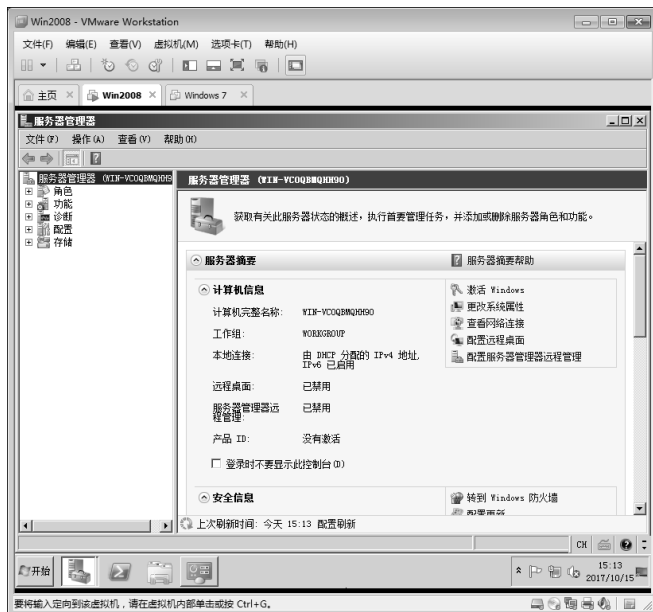 Win2008 - VMware Workstation
文件(F) 编辑(E) 查看(V) 虚拟机(M) 选项卡(T) 帮助(H)
主页 Win2008 Windows 7
服务器管理器
文件(F) 操作(A) 查看(V) 帮助(H)
服务器管理器 (WIN-VCOQBMQHH9
角色
功能
诊断
配置
存储
服务器管理器 (WIN-VCOQBMQHH90)
获取有关此服务器状态的概述，执行首要管理任务，并添加或删除服务器角色和功能。
服务器摘要
服务器摘要帮助
计算机信息
计算机完整名称: WIN-VCOQBMQHH90
工作组: WORKGROUP
本地连接: 由 DHCP 分配的 IPv4 地址,
IPv6 已启用
远程桌面: 已禁用
服务器管理器远
程管理: 已禁用
产品 ID: 没有激活
登录时不要显示此控制台(D)
激活 Windows
更改系统属性
查看网络连接
配置远程桌面
配置服务器管理器远程管理
安全信息
转到 Windows 防火墙
配置更新
上次刷新时间: 今天 15:13 配置刷新
CH
开始
15:13
2017/10/15
要将输入定向到该虚拟机，请在虚拟机内部单击或按 Ctrl+G。